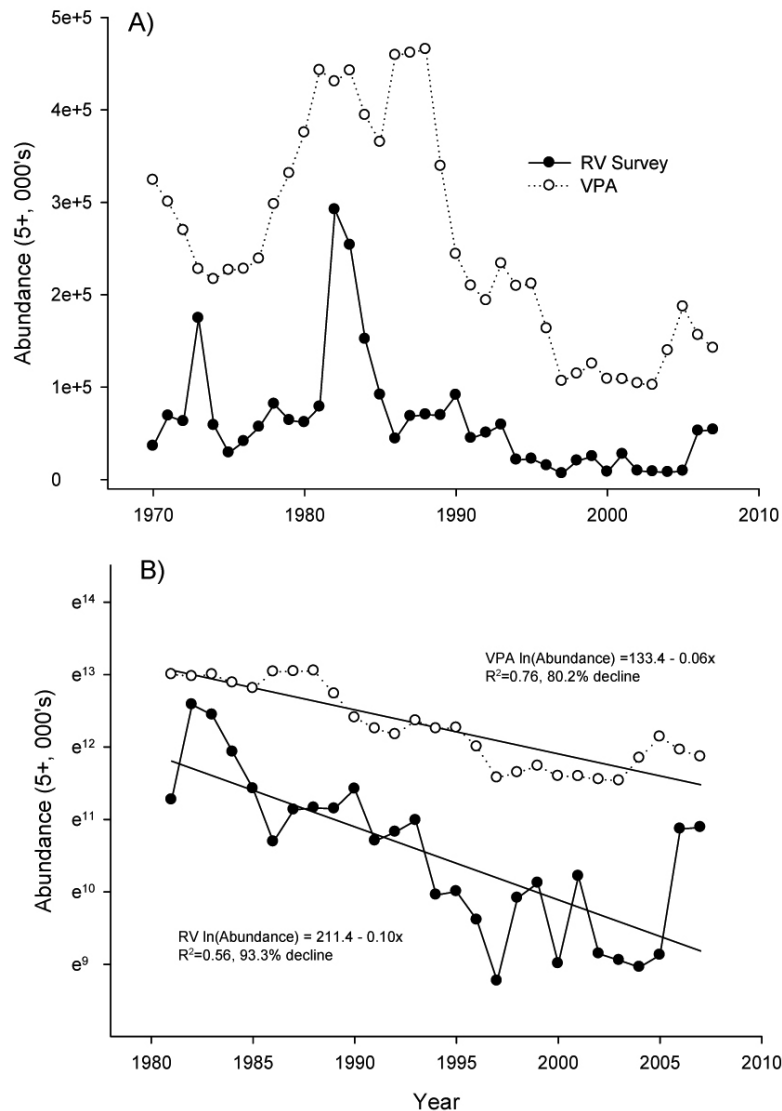 A)
5e+5
4e+5
3e+5
2e+5
1e+5
0
Abundance (5+, 000's)
RV Survey
VPA
1970
1980
1990
2000
2010
B)
e14
e13
e12
e11
e10
e9
Abundance (5+, 000's)
VPA ln(Abundance) =133.4 - 0.06x
R2=0.76, 80.2% decline
RV ln(Abundance) = 211.4 - 0.10x
R2=0.56, 93.3% decline
1980
1985
1990
1995
2000
2005
2010
Year